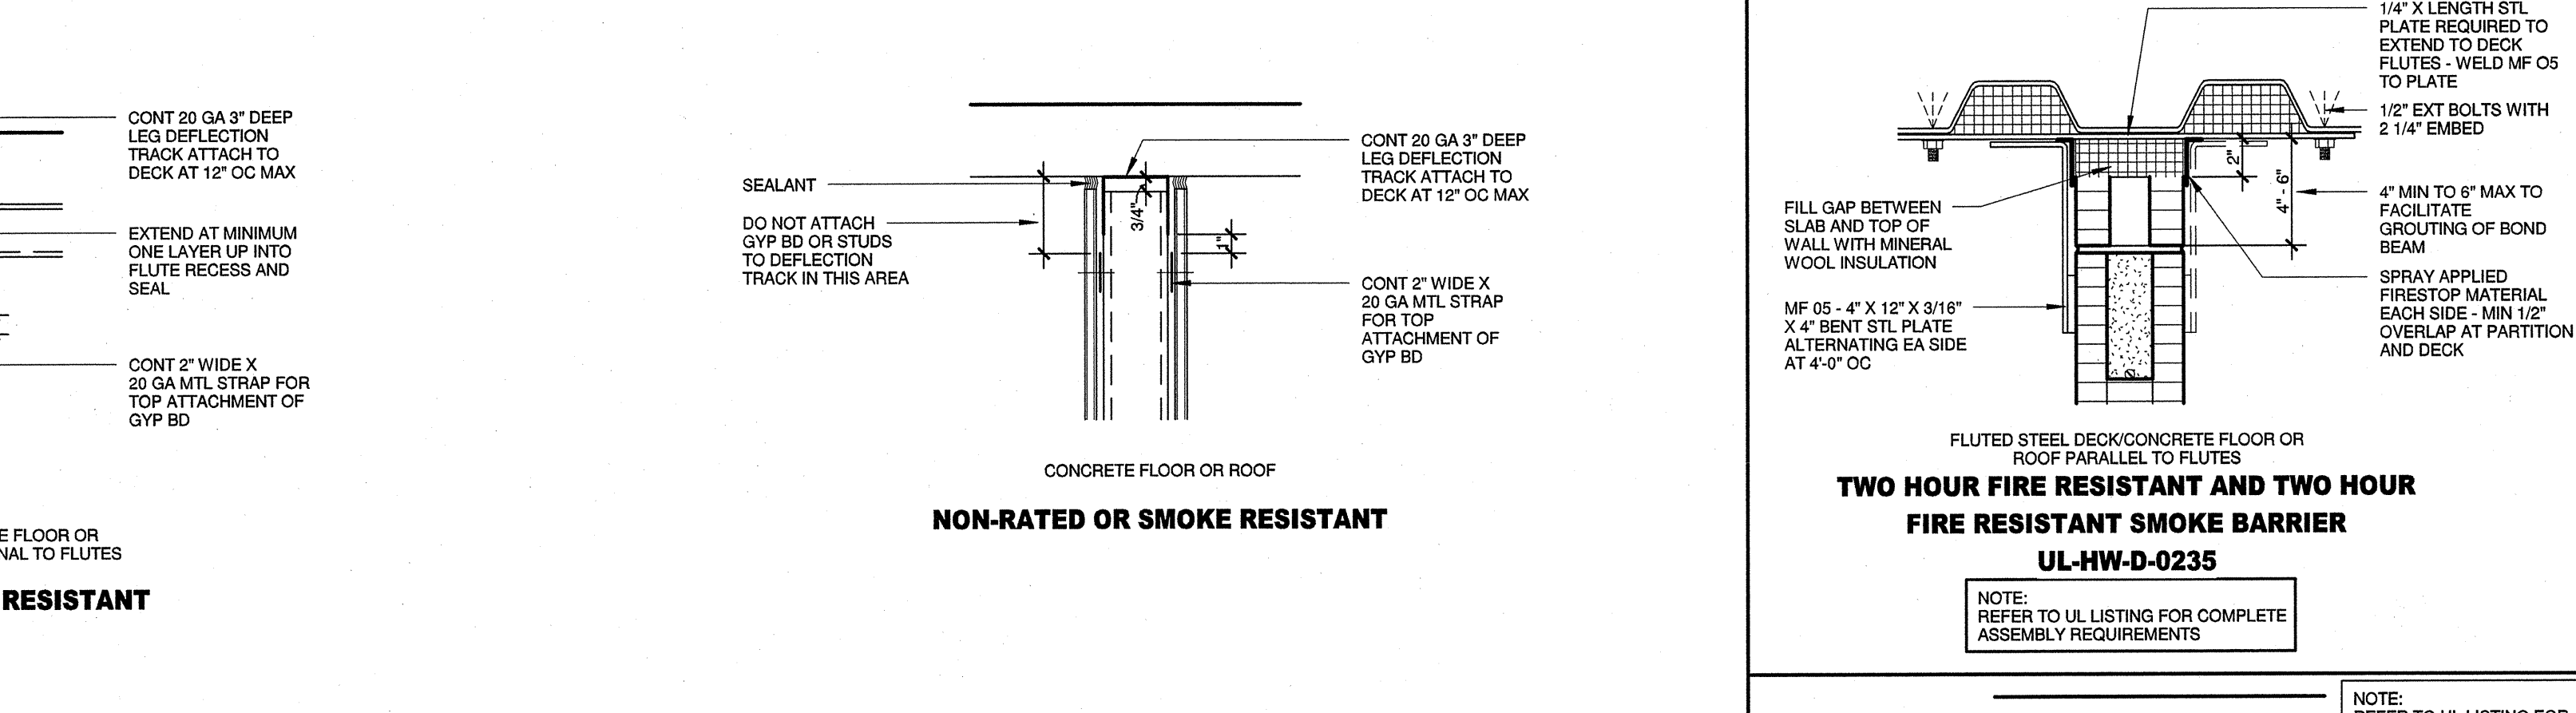 CONT 20 GA 3" DEEP
LEG DEFLECTION
TRACK ATTACH TO
DECK AT 12" OC MAX
EXTEND AT MINIMUM
ONE LAYER UP INTO
FLUTE RECESS AND
SEAL
CONT 2" WIDE X
20 GA MTL STRAP FOR
TOP ATTACHMENT OF
GYP BD
E FLOOR OR
NAL TO FLUTES
RESISTANT
SEALANT
DO NOT ATTACH
GYP BD OR STUDS
TO DEFLECTION
TRACK IN THIS AREA
3/4"
1"
CONT 20 GA 3" DEEP
LEG DEFLECTION
TRACK ATTACH TO
DECK AT 12" OC MAX
CONT 2" WIDE X
20 GA MTL STRAP
FOR TOP
ATTACHMENT OF
GYP BD
CONCRETE FLOOR OR ROOF
NON-RATED OR SMOKE RESISTANT
1/4" X LENGTH STL
PLATE REQUIRED TO
EXTEND TO DECK
FLUTES - WELD MF O5
TO PLATE
1/2" EXT BOLTS WITH
2 1/4" EMBED
2"
4" - 6"
4" MIN TO 6" MAX TO
FACILITATE
GROUTING OF BOND
BEAM
SPRAY APPLIED
FIRESTOP MATERIAL
EACH SIDE - MIN 1/2"
OVERLAP AT PARTITION
AND DECK
FILL GAP BETWEEN
SLAB AND TOP OF
WALL WITH MINERAL
WOOL INSULATION
MF 05 - 4" X 12" X 3/16"
X 4" BENT STL PLATE
ALTERNATING EA SIDE
AT 4'-0" OC
FLUTED STEEL DECK/CONCRETE FLOOR OR
ROOF PARALLEL TO FLUTES
TWO HOUR FIRE RESISTANT AND TWO HOUR
FIRE RESISTANT SMOKE BARRIER
UL-HW-D-0235
NOTE:
REFER TO UL LISTING FOR COMPLETE
ASSEMBLY REQUIREMENTS
NOTE:
REFER TO UL LISTING FOR